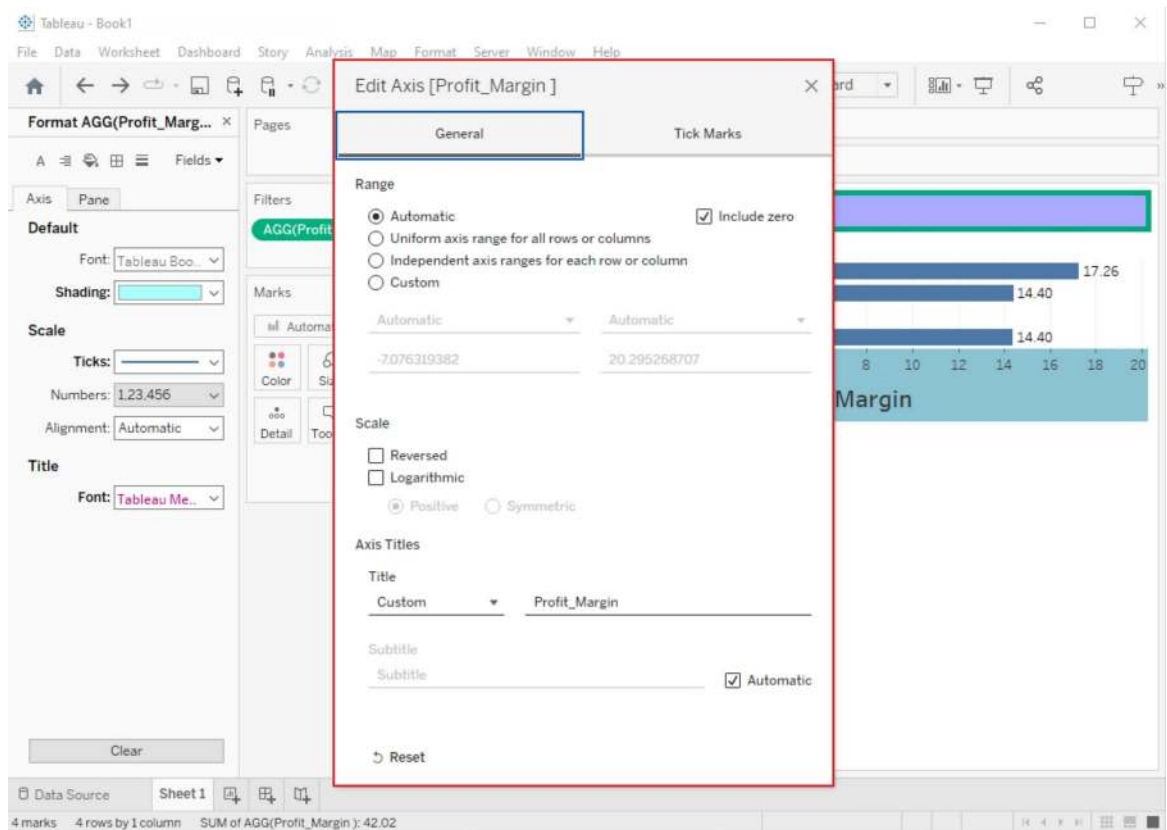 Tableau - Book1
File Data Worksheet Dashboard Story Analysis Map Format Server Window Help
Format AGG(Profit_Marg...
A Fields
Axis Pane
Default
Font: Tableau Boo..
Shading:
Scale
Ticks:
Numbers: 1,23,456
Alignment: Automatic
Title
Font: Tableau Me..
Clear
Pages
Filters
AGG(Profit
Marks
Automa
Color
Detail
Too
Edit Axis [Profit_Margin ]
General Tick Marks
Range
Automatic Include zero
Uniform axis range for all rows or columns
Independent axis ranges for each row or column
Custom
Automatic Automatic
-7.076319382 20.295268707
Scale
Reversed
Logarithmic
Positive Symmetric
Axis Titles
Title
Custom Profit_Margin
Subtitle
Subtitle Automatic
Reset
ard
17.26
14.40
14.40
8 10 12 14 16 18 20
Margin
Data Source Sheet 1
4 marks 4 rows by 1 column SUM of AGG(Profit_Margin ): 42.02